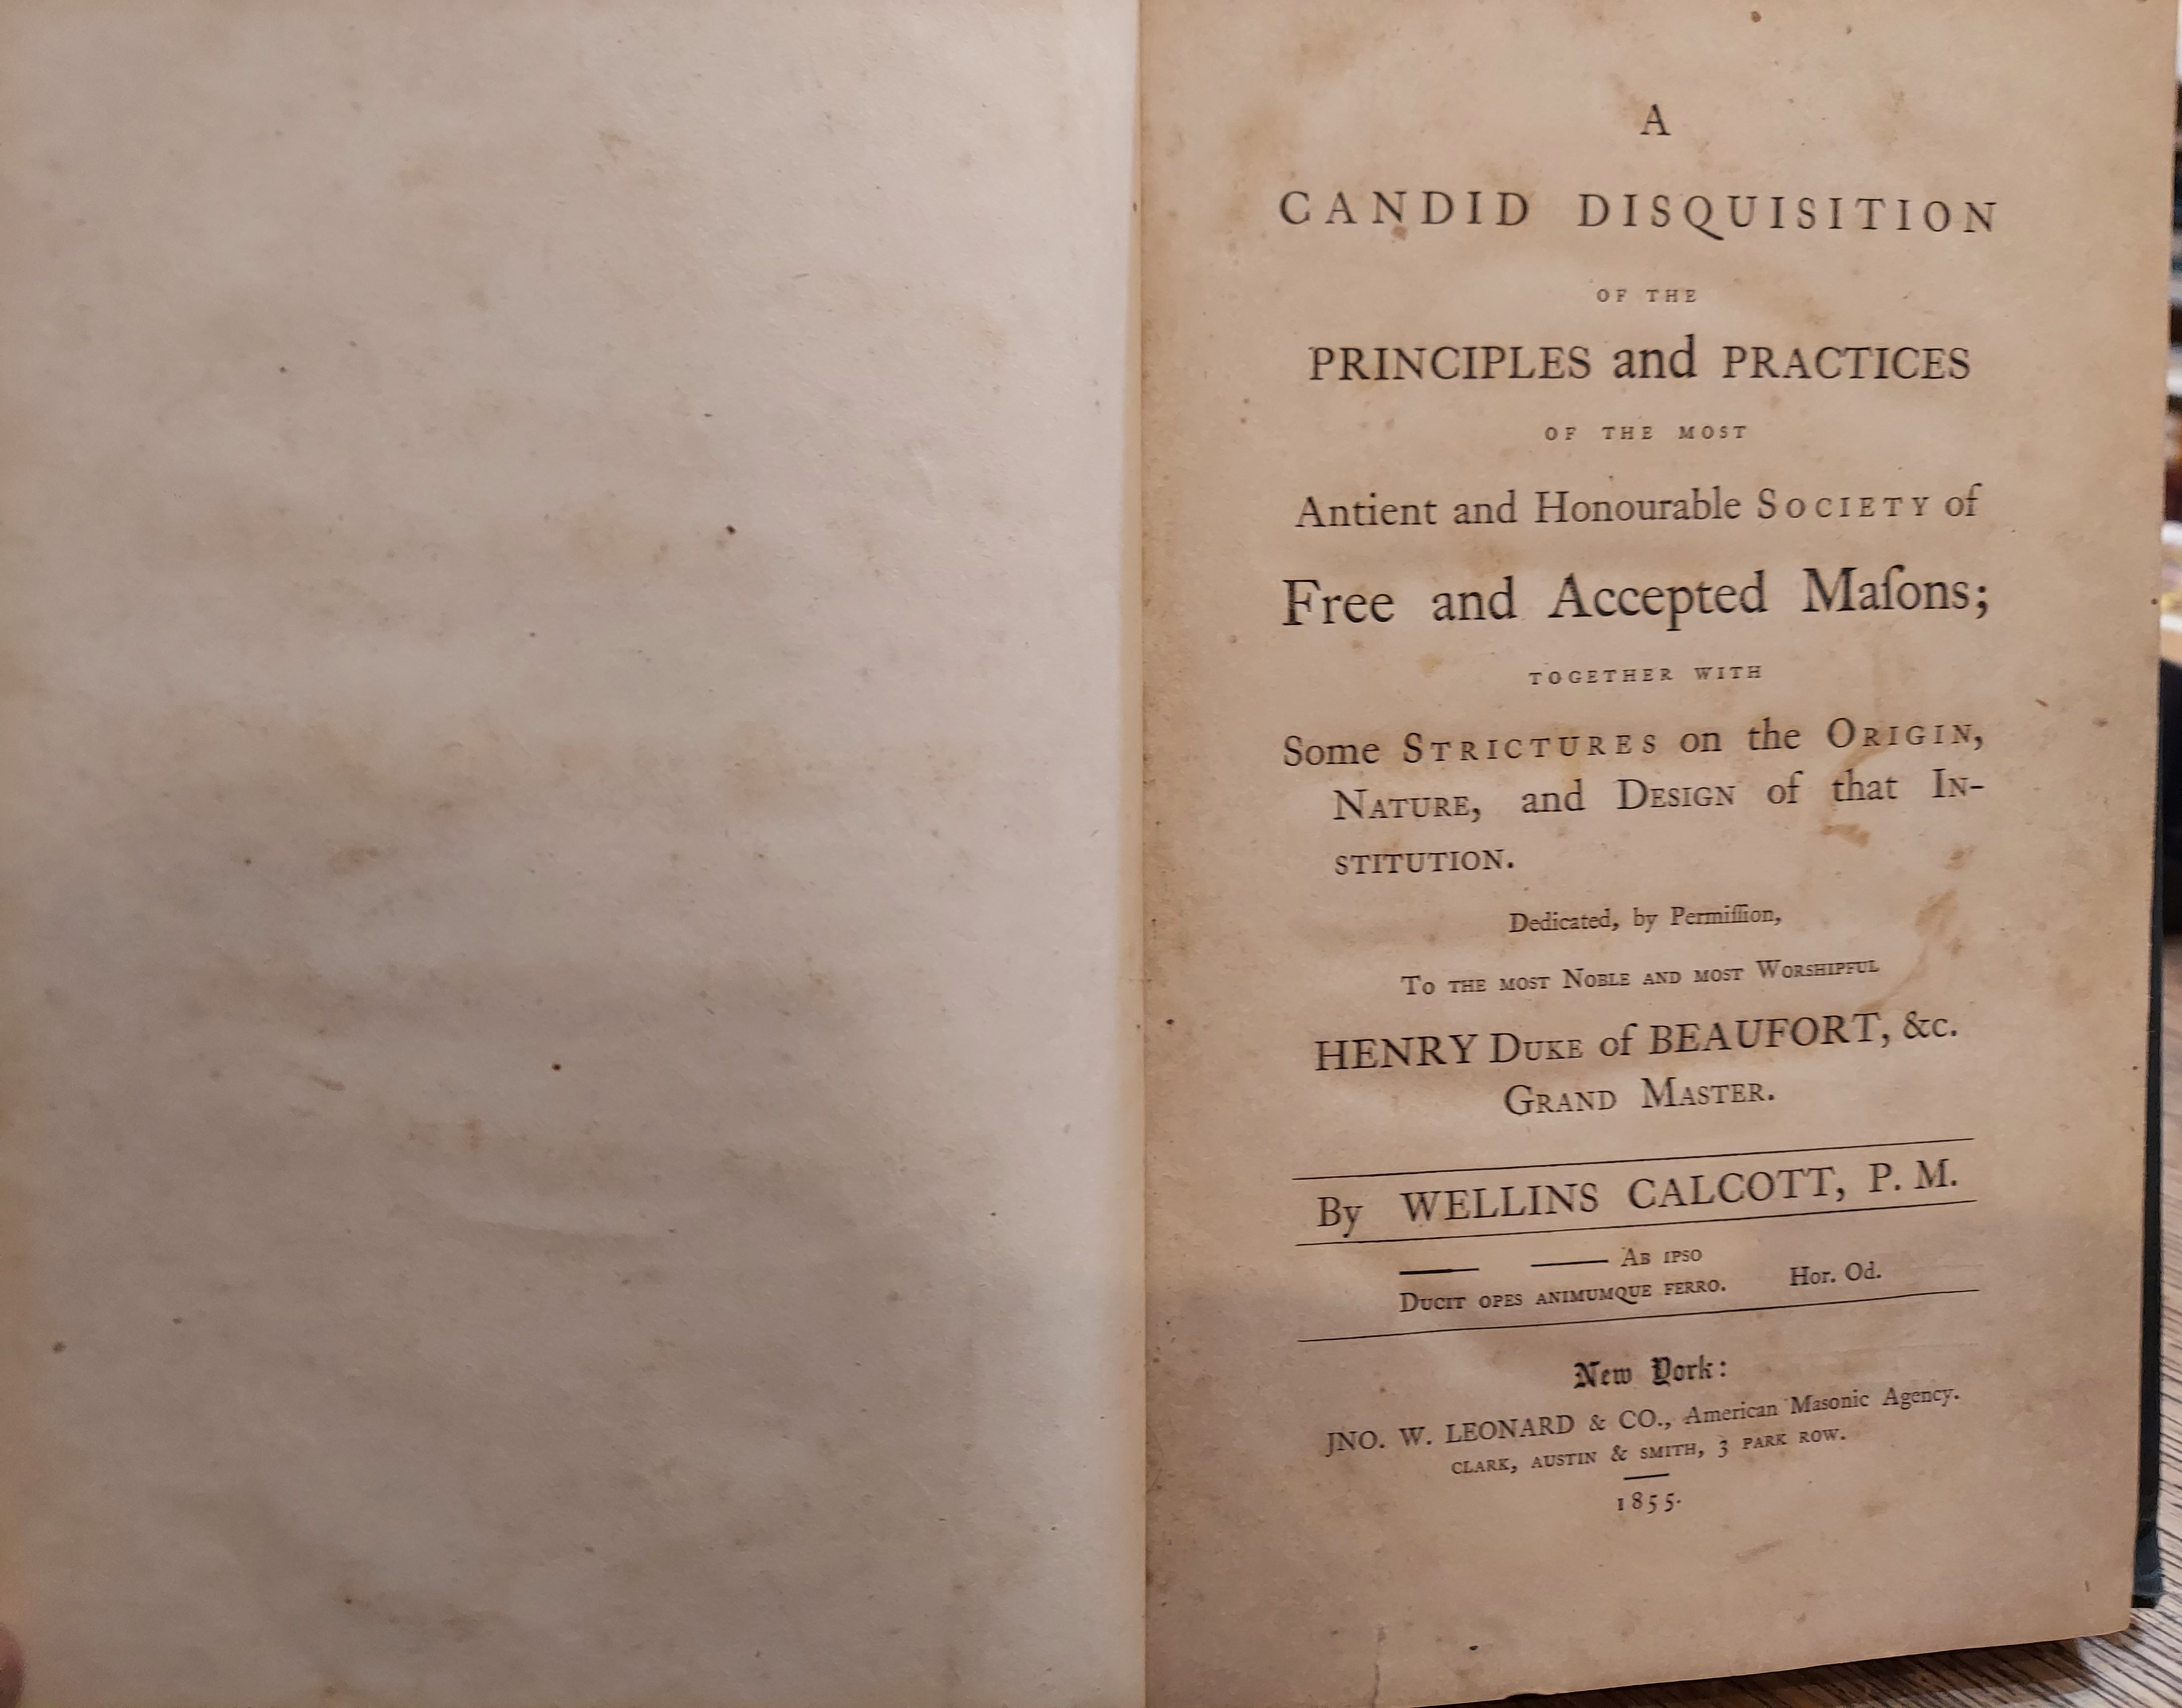 A
CANDID DISQUISITION
OF THE
PRINCIPLES and PRACTICES
OF THE MOST
Antient and Honourable SOCIETY of
Free and Accepted Maſons;
TOGETHER WITH
Some STRICTURES on the ORIGIN,
NATURE, and DESIGN of that IN-
STITUTION.
Dedicated, by Permiſſion,
To THE MOST NOBLE AND MOST WORSHIPFUL
HENRY DUKE of BEAUFORT, &c.
GRAND MASTER.
By WELLINS CALCOTT, P. M.
—— —— AB IPSO
DUCIT OPES ANIMUMQUE FERRO. Hor. Od.
New York:
JNO. W. LEONARD & CO., American Masonic Agency.
CLARK, AUSTIN & SMITH, 3 PARK ROW.
1855.